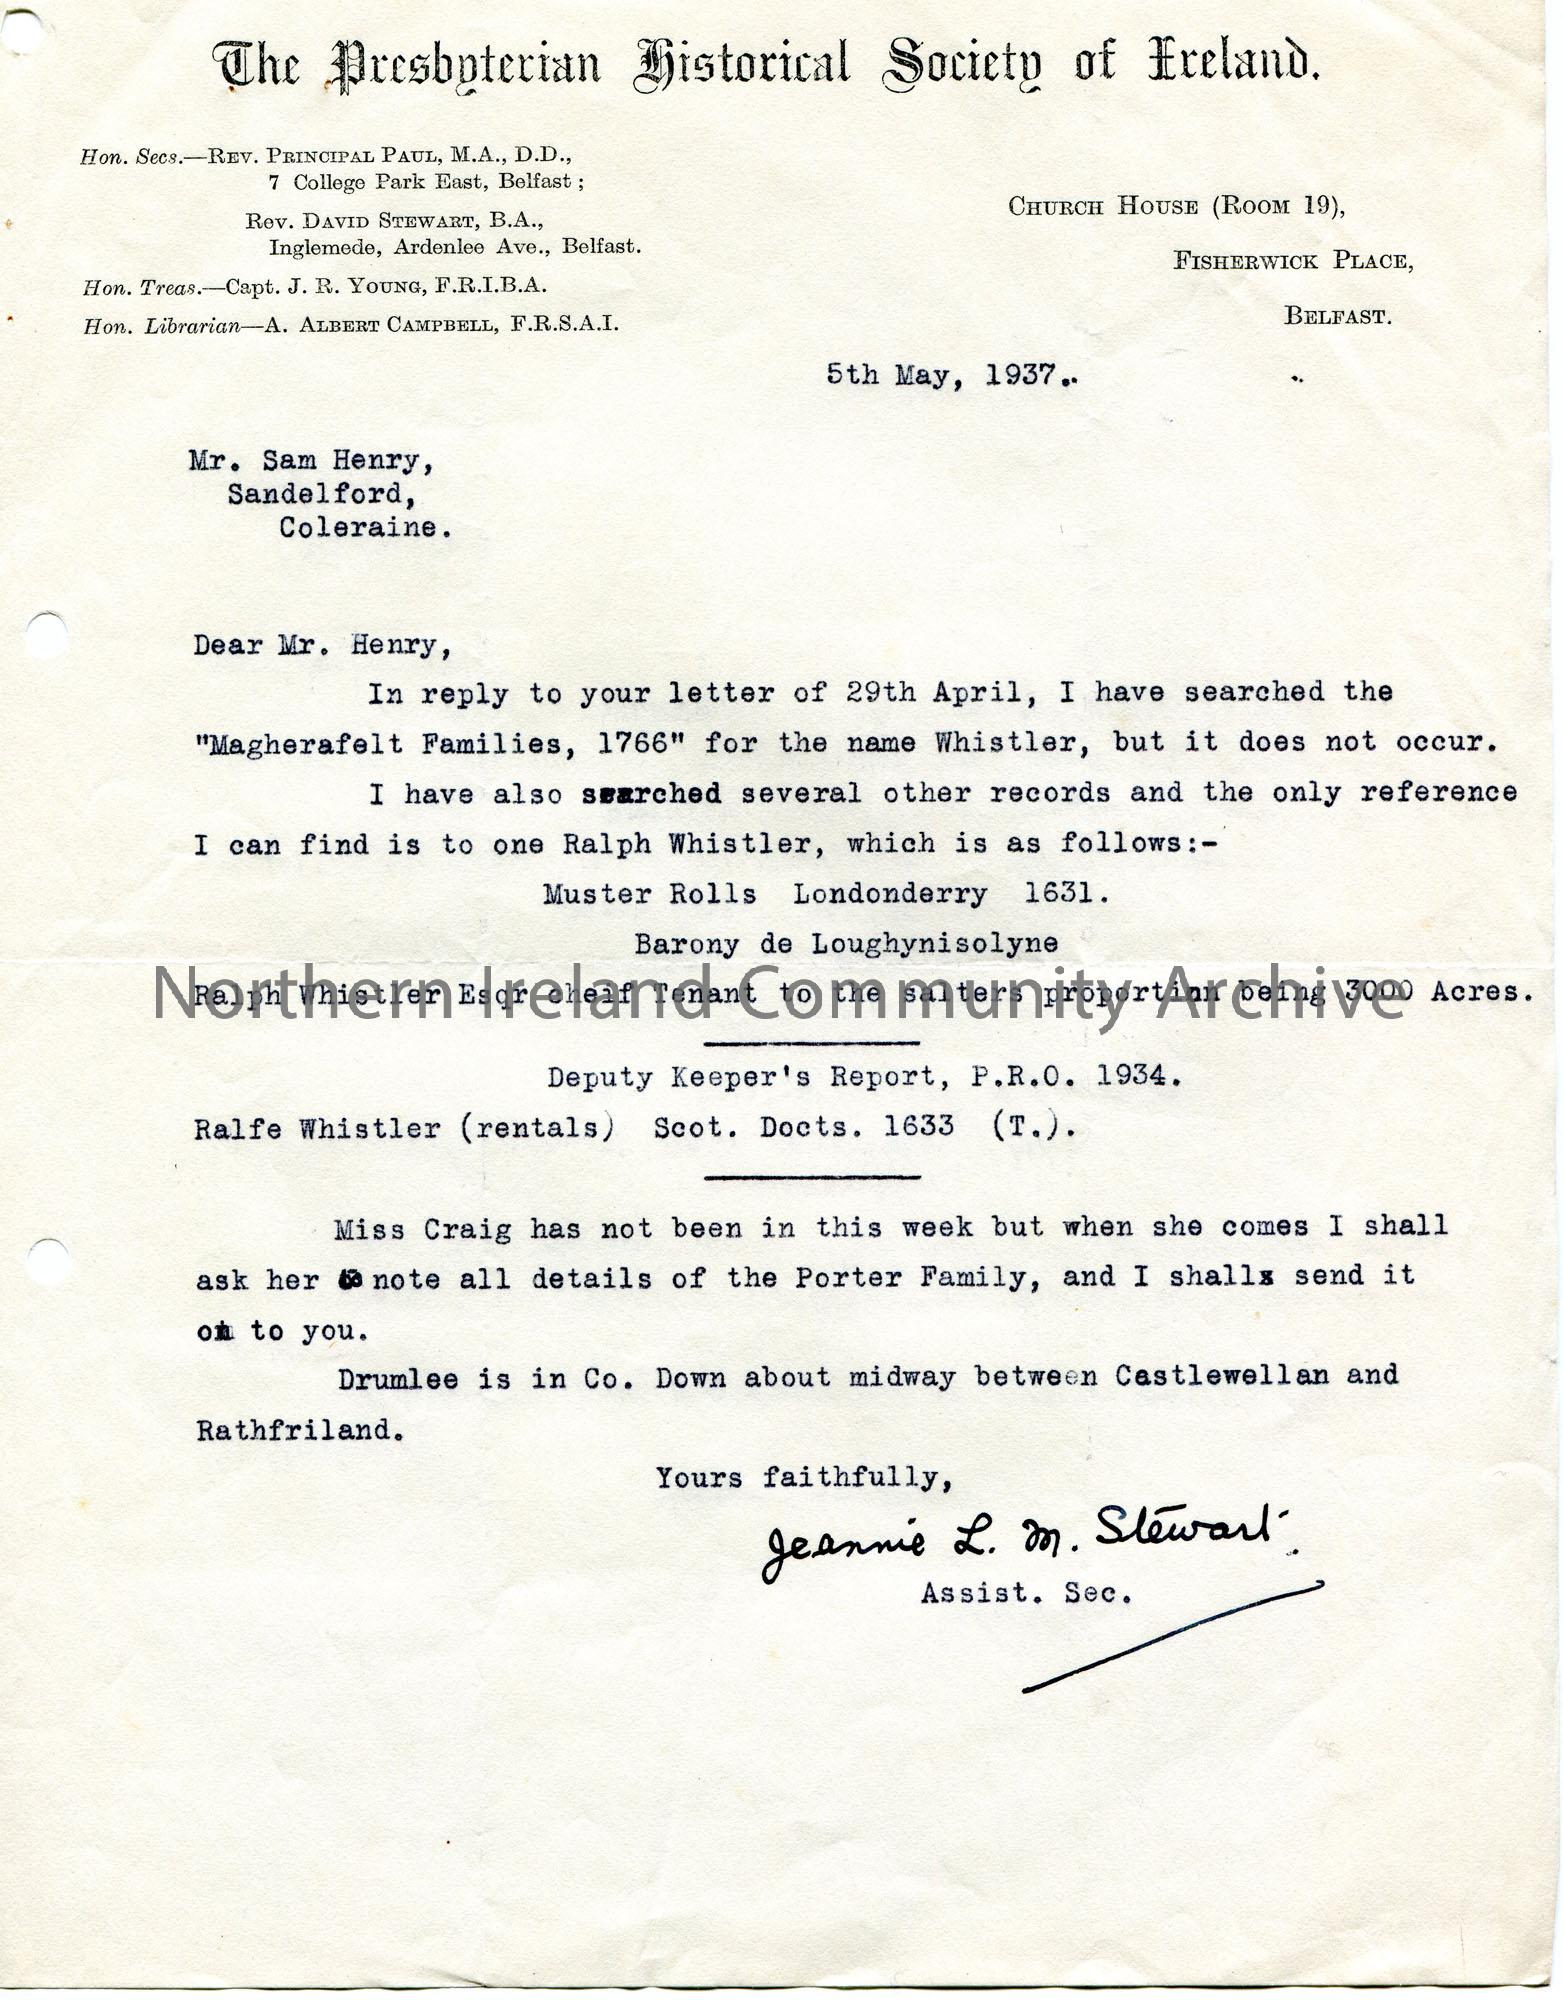 The Presbyterian Historical Society of Ireland.
Hon. Secs.—Rev. Principal Paul, M.A., D.D.,
7 College Park East, Belfast ;
Rev. David Stewart, B.A.,
Inglemede, Ardenlee Ave., Belfast.
Hon. Treas.—Capt. J. R. Young, F.R.I.B.A.
Hon. Librarian—A. Albert Campbell, F.R.S.A.I.
Church House (Room 19),
Fisherwick Place,
Belfast.
5th May, 1937.
Mr. Sam Henry,
Sandelford,
Coleraine.
Dear Mr. Henry,
In reply to your letter of 29th April, I have searched the
"Magherafelt Families, 1766" for the name Whistler, but it does not occur.
I have also searched several other records and the only reference
I can find is to one Ralph Whistler, which is as follows:-
Muster Rolls Londonderry 1631.
Barony de Loughynisolyne
Ralph Whistler Esqr cheif Tenant to the salters proportinn being 3000 Acres.
Northern Ireland Community Archive
Deputy Keeper's Report, P.R.O. 1934.
Ralfe Whistler (rentals) Scot. Docts. 1633 (T.).
Miss Craig has not been in this week but when she comes I shall
ask her to note all details of the Porter Family, and I shall send it
on to you.
Drumlee is in Co. Down about midway between Castlewellan and
Rathfriland.
Yours faithfully,
Jeannie L. M. Stewart.
Assist. Sec.